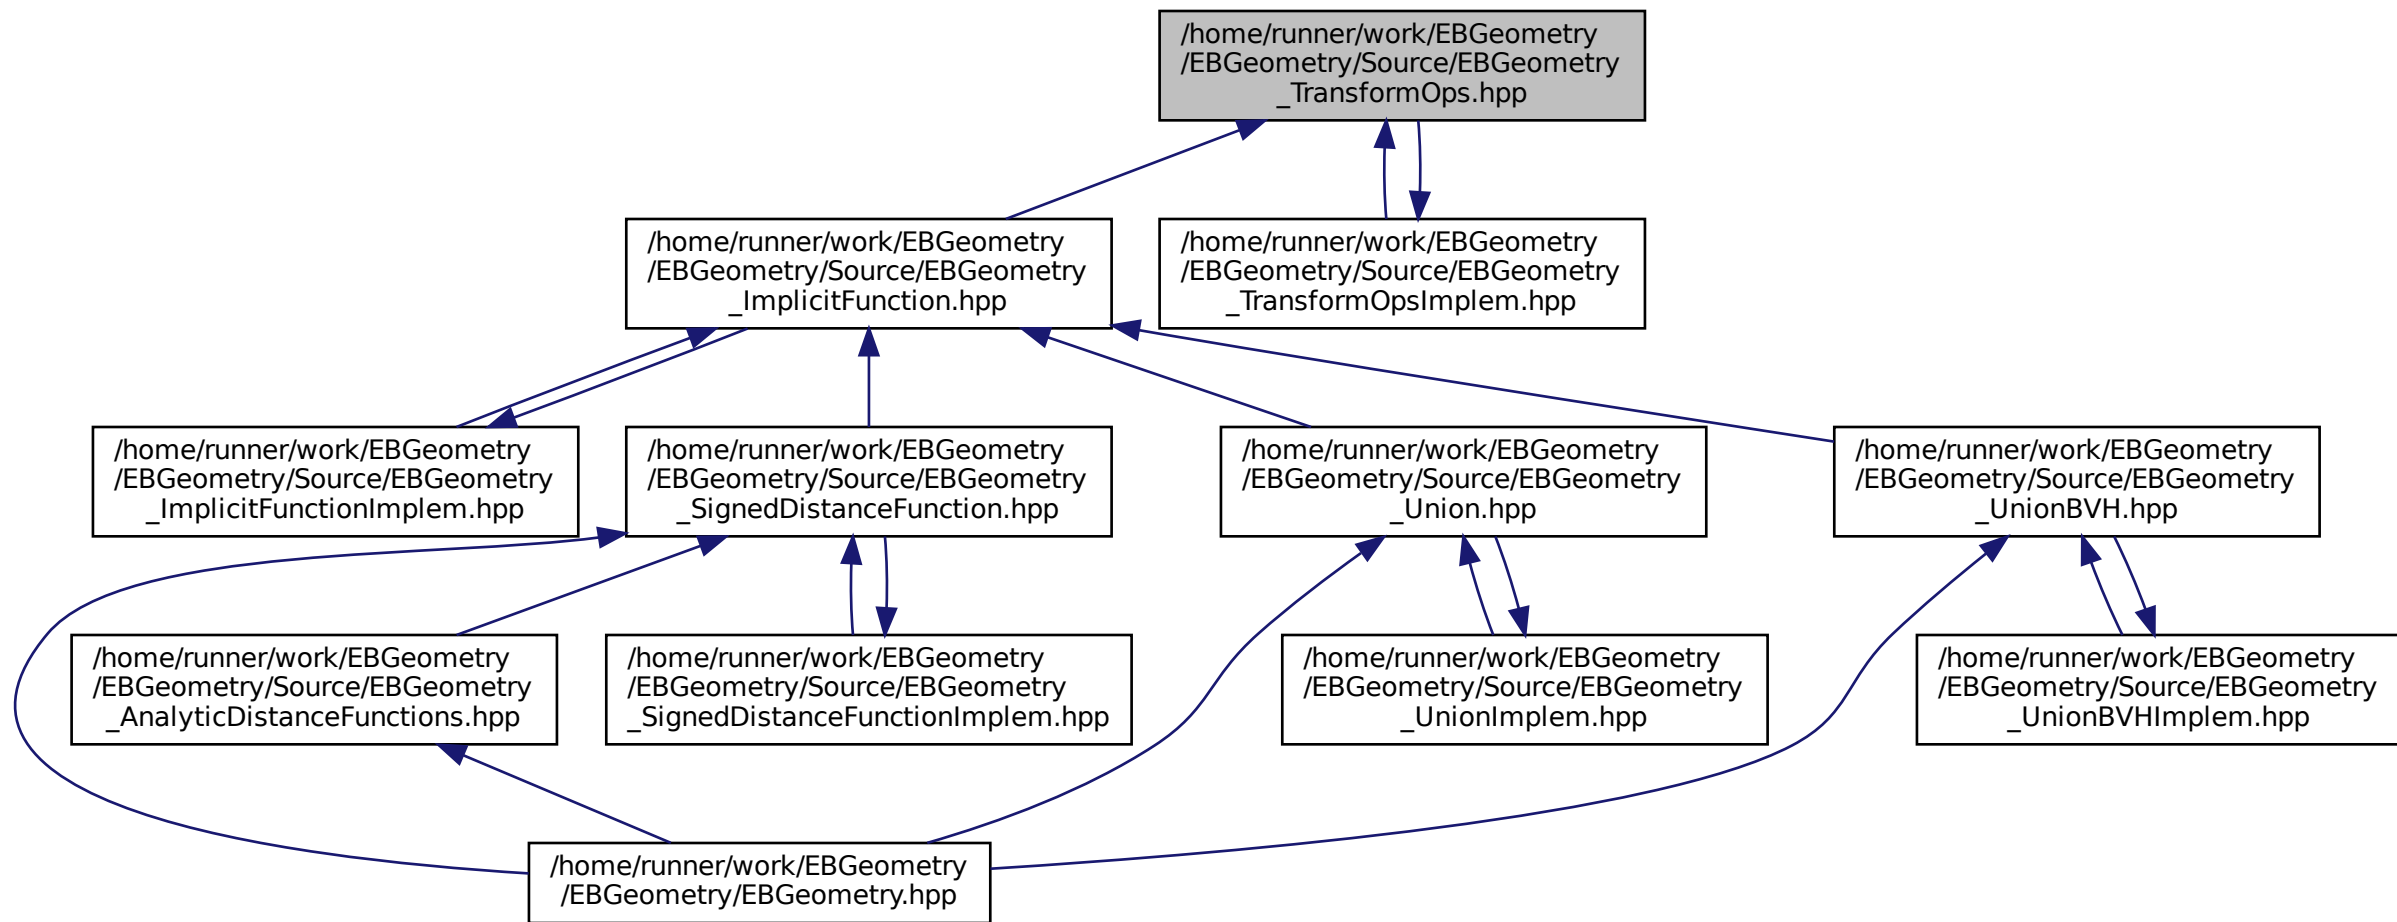 /home/runner/work/EBGeometry
/EBGeometry/Source/EBGeometry
_TransformOps.hpp
/home/runner/work/EBGeometry
/EBGeometry/Source/EBGeometry
_ImplicitFunction.hpp
/home/runner/work/EBGeometry
/EBGeometry/Source/EBGeometry
_TransformOpsImplem.hpp
/home/runner/work/EBGeometry
/EBGeometry/Source/EBGeometry
_ImplicitFunctionImplem.hpp
/home/runner/work/EBGeometry
/EBGeometry/Source/EBGeometry
_SignedDistanceFunction.hpp
/home/runner/work/EBGeometry
/EBGeometry/Source/EBGeometry
_Union.hpp
/home/runner/work/EBGeometry
/EBGeometry/Source/EBGeometry
_UnionBVH.hpp
/home/runner/work/EBGeometry
/EBGeometry/Source/EBGeometry
_AnalyticDistanceFunctions.hpp
/home/runner/work/EBGeometry
/EBGeometry/Source/EBGeometry
_SignedDistanceFunctionImplem.hpp
/home/runner/work/EBGeometry
/EBGeometry/Source/EBGeometry
_UnionImplem.hpp
/home/runner/work/EBGeometry
/EBGeometry/Source/EBGeometry
_UnionBVHImplem.hpp
/home/runner/work/EBGeometry
/EBGeometry/EBGeometry.hpp